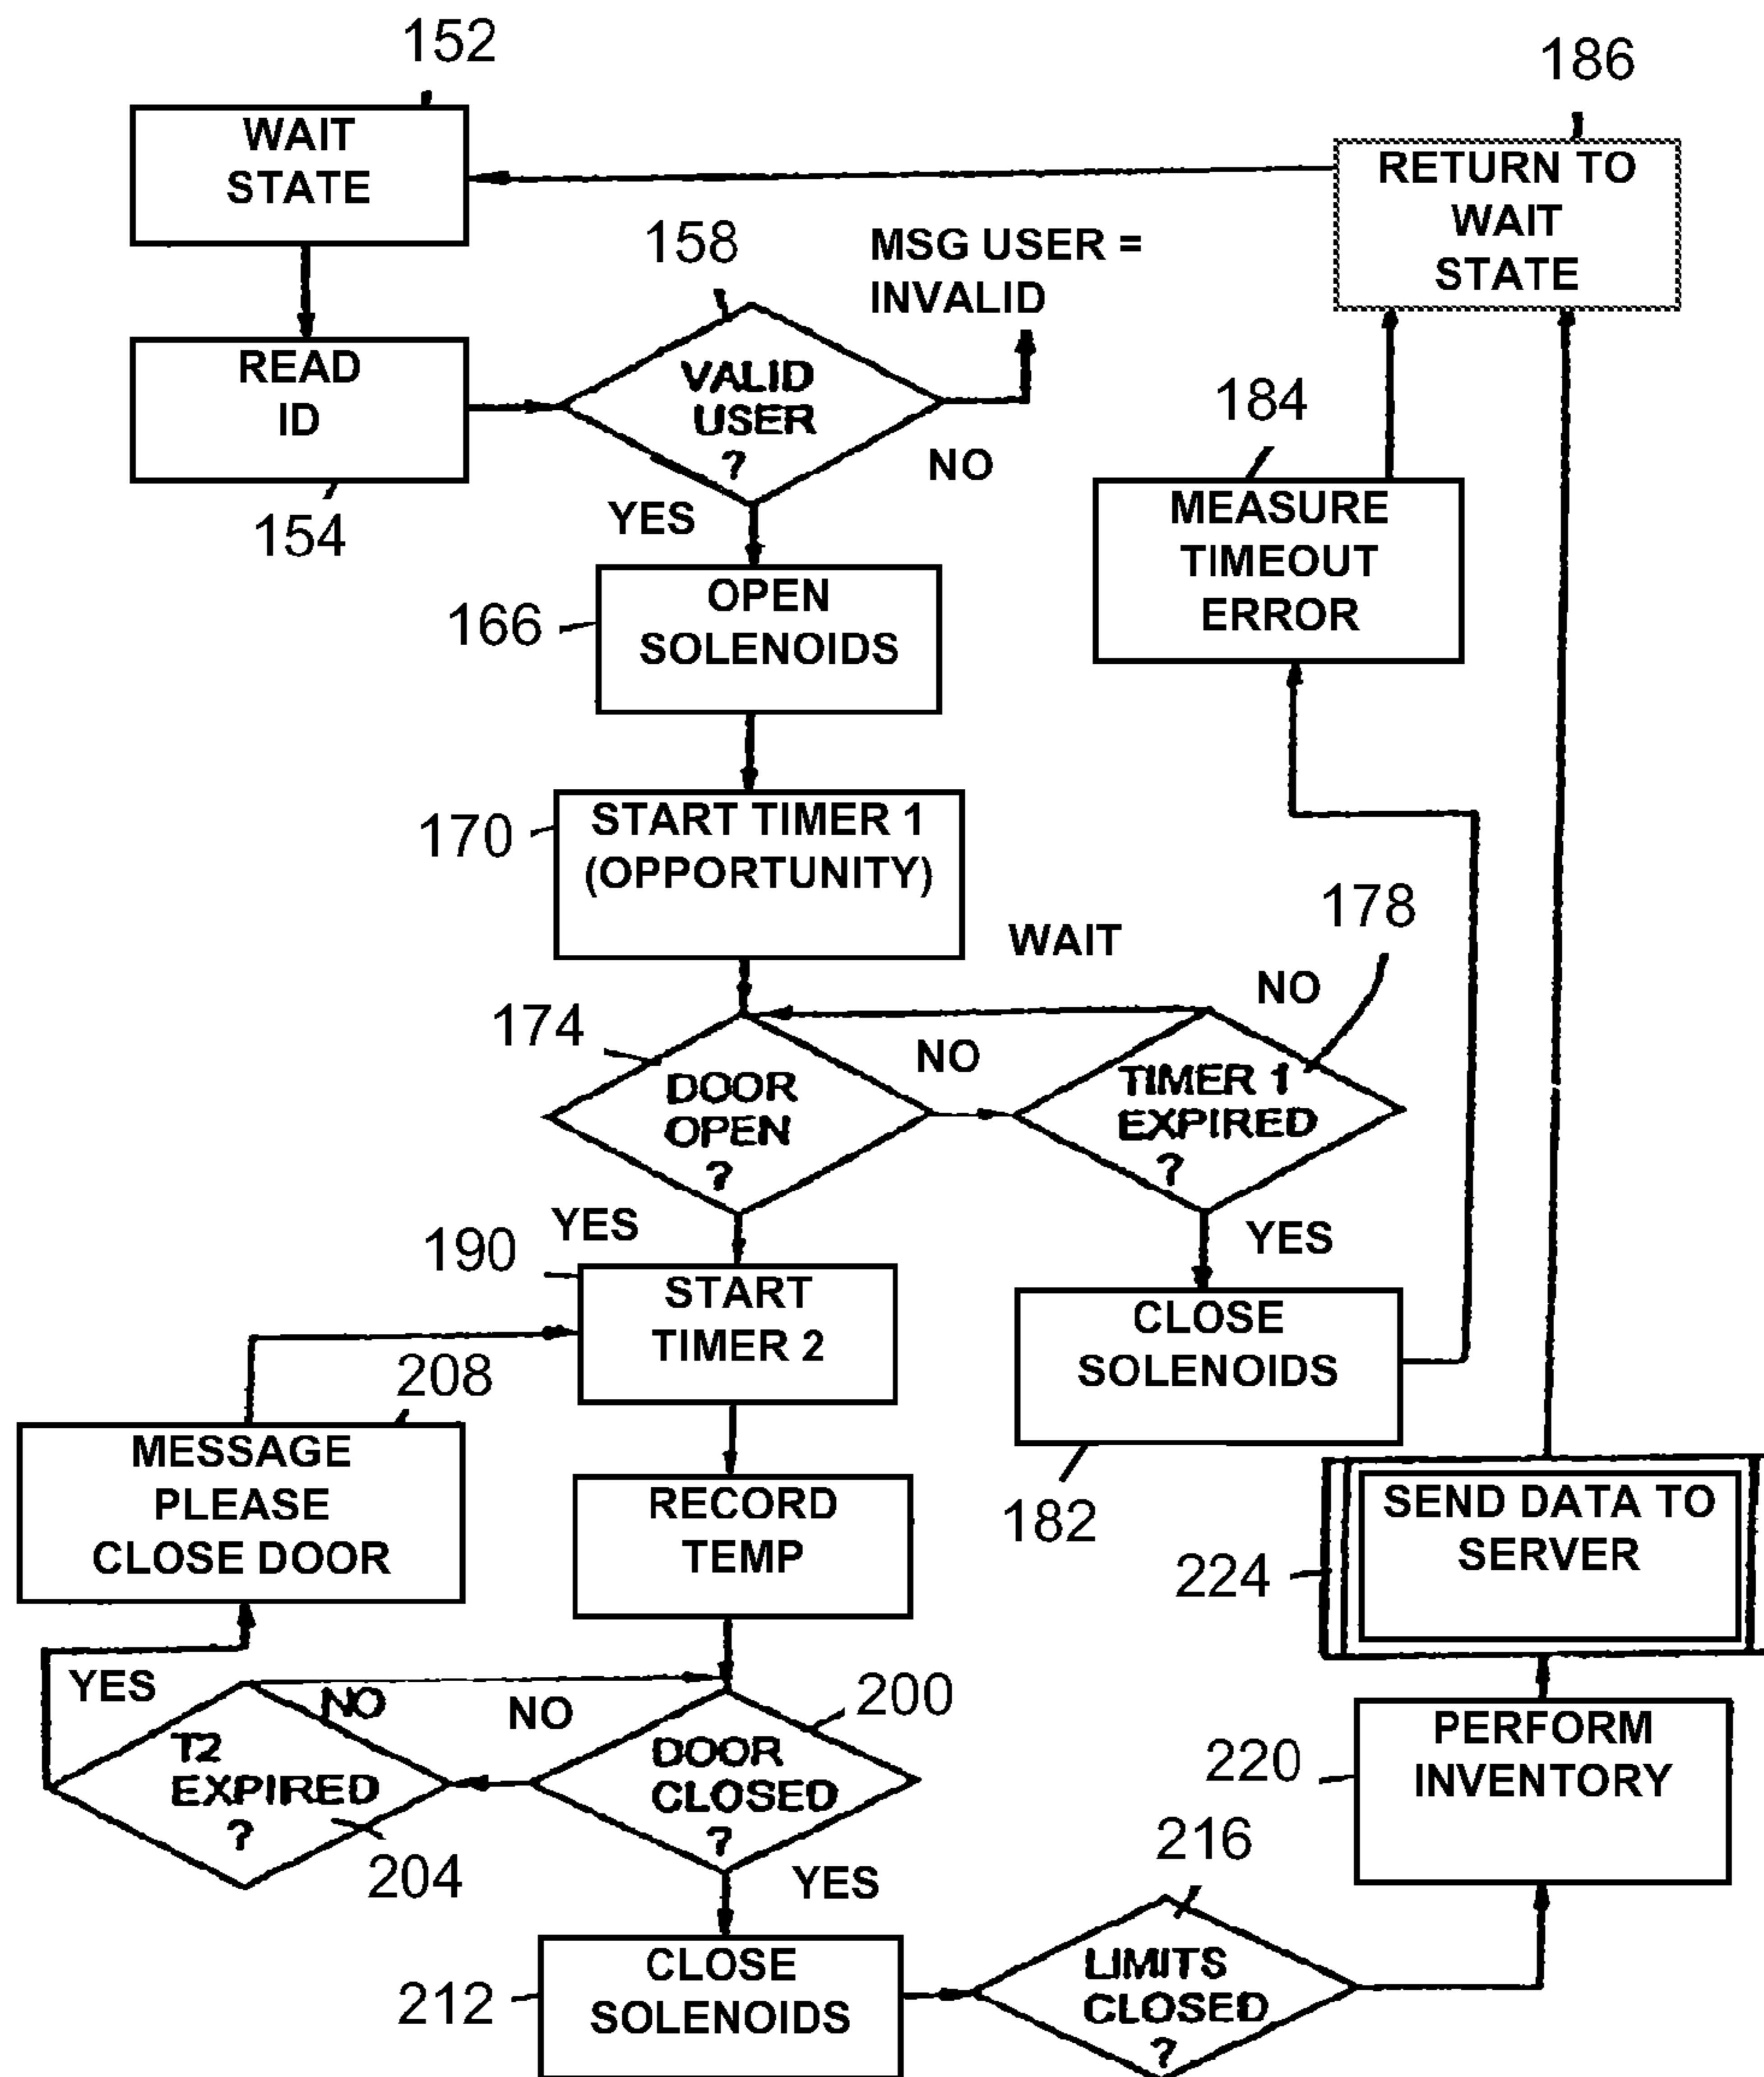 152
WAIT
STATE
186
RETURN TO
WAIT
STATE
158
MSG USER =
INVALID
READ
ID
154
VALID
USER
?
NO
YES
184
MEASURE
TIMEOUT
ERROR
166
OPEN
SOLENOIDS
170
START TIMER 1
(OPPORTUNITY)
WAIT
178
NO
174
DOOR
OPEN
?
NO
TIMER 1
EXPIRED
?
YES
YES
190
START
TIMER 2
CLOSE
SOLENOIDS
182
208
MESSAGE
PLEASE
CLOSE DOOR
RECORD
TEMP
SEND DATA TO
SERVER
224
YES
NO
NO
200
T2
EXPIRED
?
204
DOOR
CLOSED
?
YES
PERFORM
INVENTORY
220
216
212
CLOSE
SOLENOIDS
LIMITS
CLOSED
?